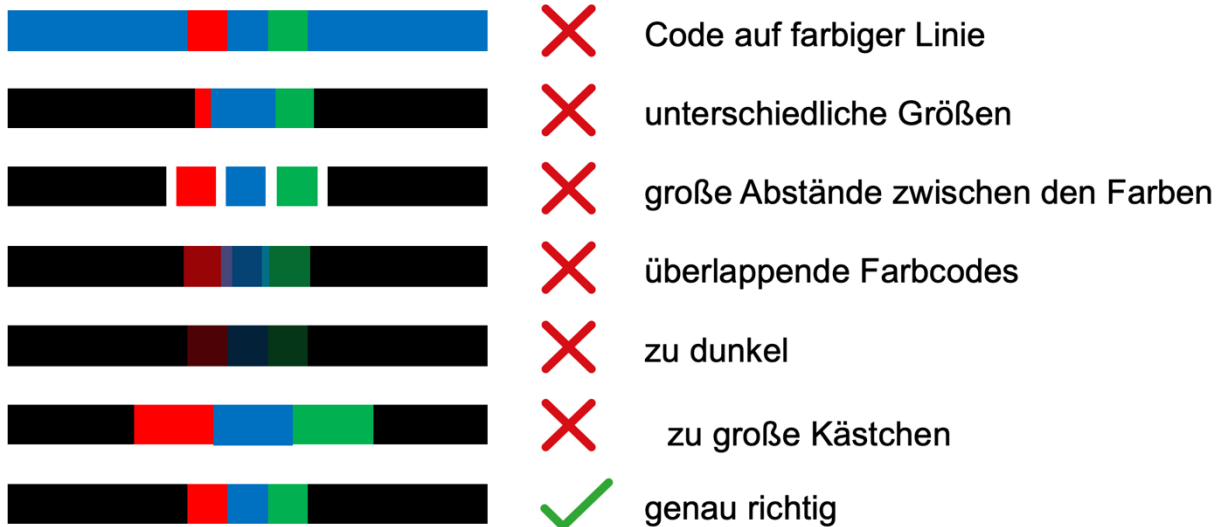 Code auf farbiger Linie
unterschiedliche Größen
große Abstände zwischen den Farben
überlappende Farbcodes
zu dunkel
zu große Kästchen
genau richtig